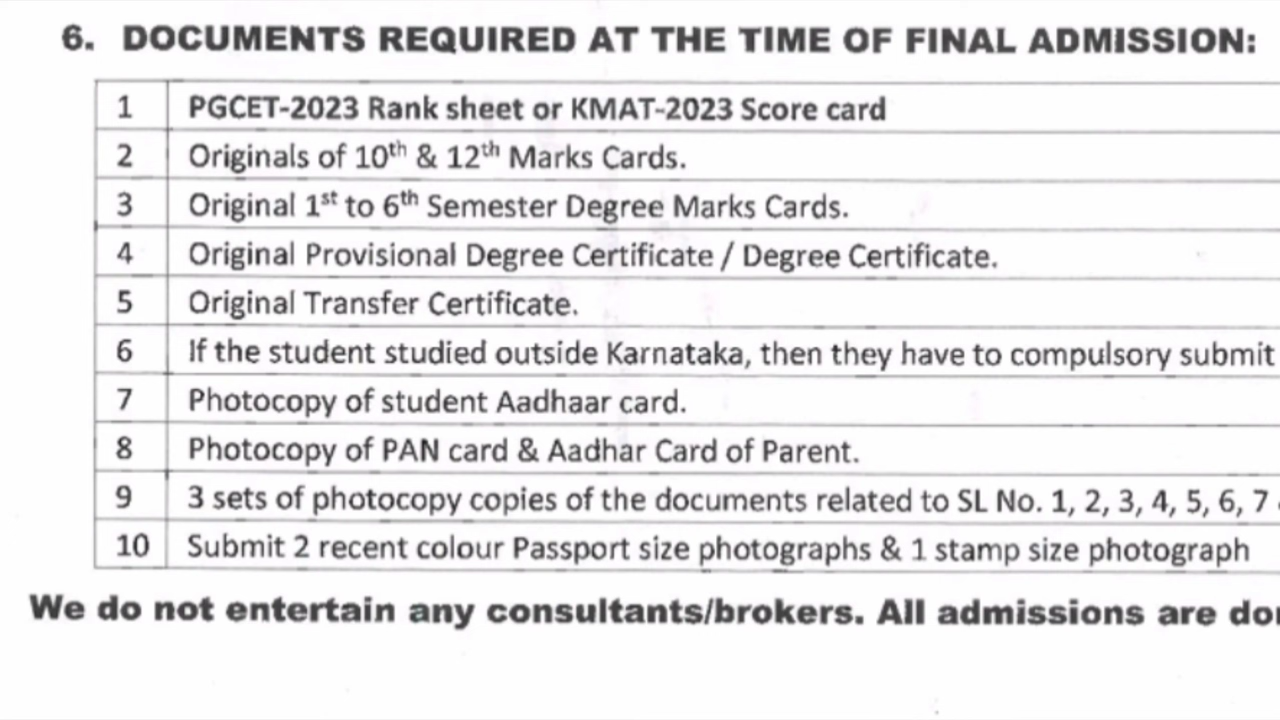 6. DOCUMENTS REQUIRED AT THE TIME OF FINAL ADMISSION:
1 PGCET-2023 Rank sheet or KMAT-2023 Score card
2 Originals of 10th & 12th Marks Cards.
3 Original 1st to 6th Semester Degree Marks Cards.
4 Original Provisional Degree Certificate / Degree Certificate.
5 Original Transfer Certificate.
6 If the student studied outside Karnataka, then they have to compulsory submit
7 Photocopy of student Aadhaar card.
8 Photocopy of PAN card & Aadhar Card of Parent.
9 3 sets of photocopy copies of the documents related to SL No. 1, 2, 3, 4, 5, 6, 7
10 Submit 2 recent colour Passport size photographs & 1 stamp size photograph
We do not entertain any consultants/brokers. All admissions are